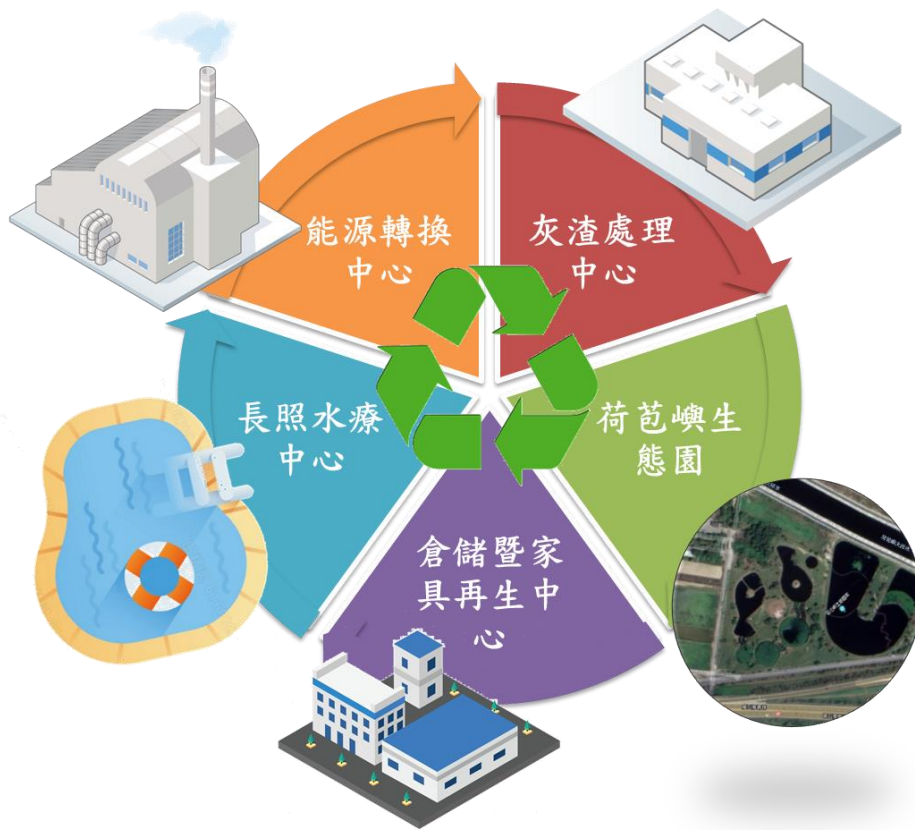 能源轉換
中心
灰渣處理
中心
荷苞嶼生
態園
倉儲暨家
具再生中
心
長照水療
中心